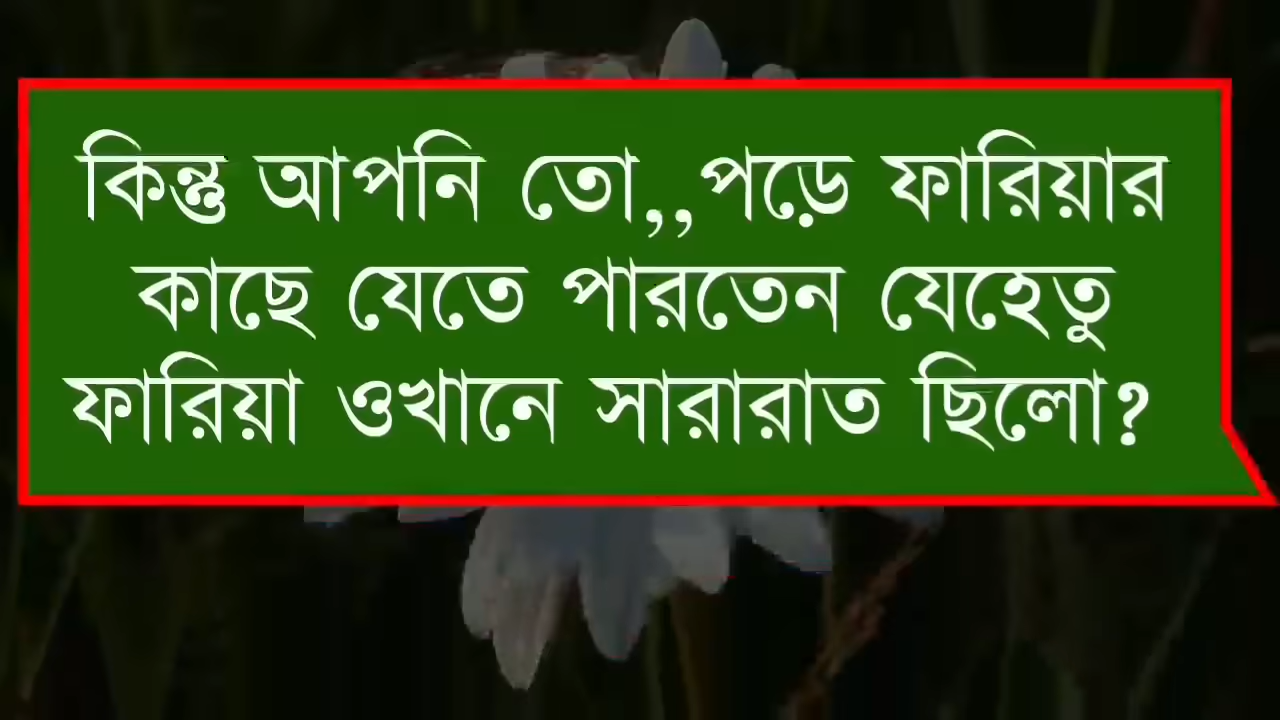 কিন্তু আপনি তো,,পড়ে ফারিয়ার
কাছে যেতে পারতেন যেহেতু
ফারিয়া ওখানে সারারাত ছিলো?